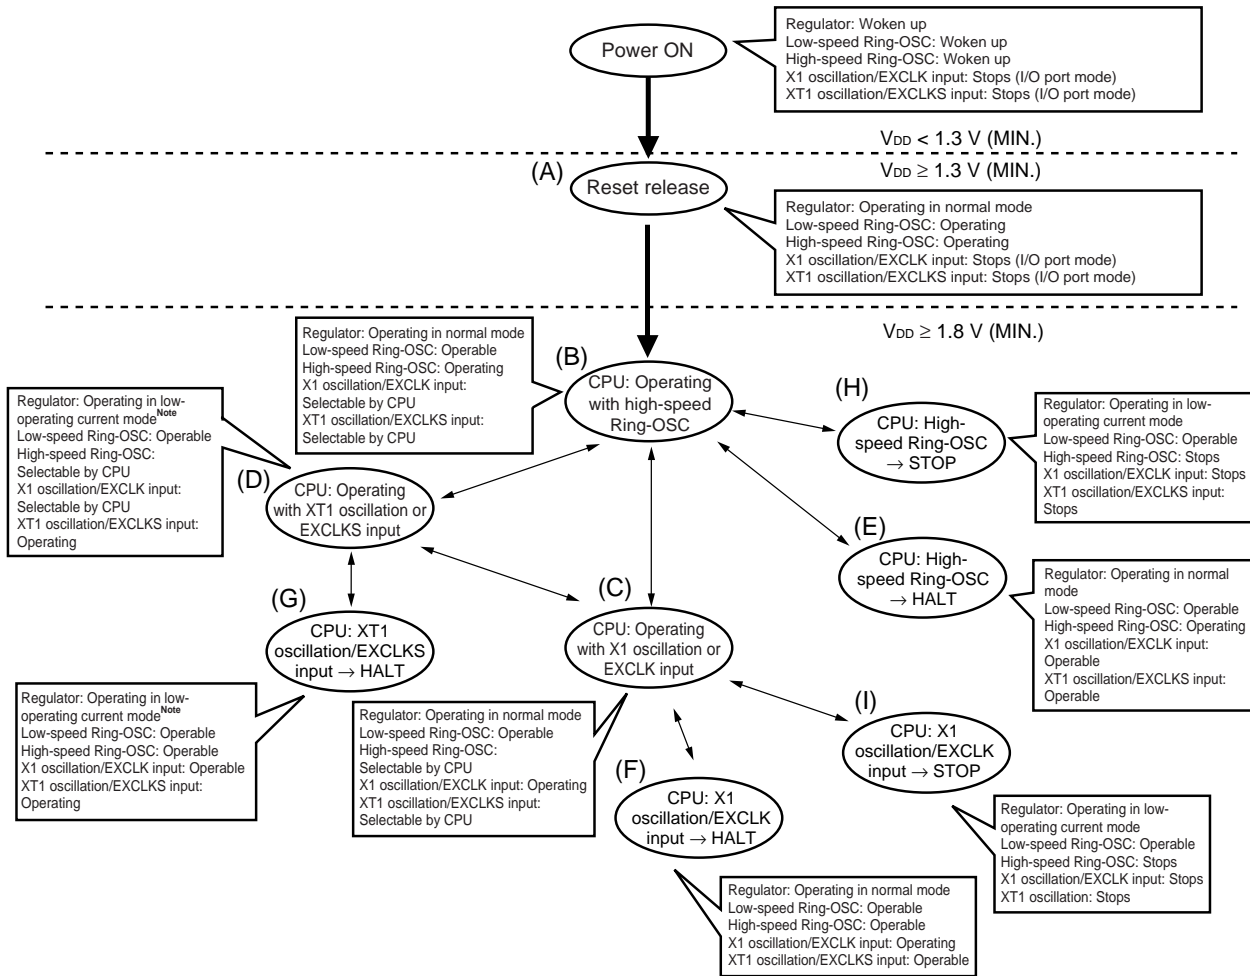 Power ON
Regulator: Woken up
Low-speed Ring-OSC: Woken up
High-speed Ring-OSC: Woken up
X1 oscillation/EXCLK input: Stops (I/O port mode)
XT1 oscillation/EXCLKS input: Stops (I/O port mode)
VDD < 1.3 V (MIN.)
VDD ≥ 1.3 V (MIN.)
(A)
Reset release
Regulator: Operating in normal mode
Low-speed Ring-OSC: Operating
High-speed Ring-OSC: Operating
X1 oscillation/EXCLK input: Stops (I/O port mode)
XT1 oscillation/EXCLKS input: Stops (I/O port mode)
VDD ≥ 1.8 V (MIN.)
Regulator: Operating in normal mode
Low-speed Ring-OSC: Operable
High-speed Ring-OSC: Operating
X1 oscillation/EXCLK input:
Selectable by CPU
XT1 oscillation/EXCLKS input:
Selectable by CPU
(B)
CPU: Operating
with high-speed
Ring-OSC
(H)
CPU: High-
speed Ring-OSC
→ STOP
Regulator: Operating in low-
operating current mode
Low-speed Ring-OSC: Operable
High-speed Ring-OSC: Stops
X1 oscillation/EXCLK input: Stops
XT1 oscillation/EXCLKS input:
Stops
Regulator: Operating in low-
operating current modeNote
Low-speed Ring-OSC: Operable
High-speed Ring-OSC:
Selectable by CPU
X1 oscillation/EXCLK input:
Selectable by CPU
XT1 oscillation/EXCLKS input:
Operating
(D)
CPU: Operating
with XT1 oscillation or
EXCLKS input
(E)
CPU: High-
speed Ring-OSC
→ HALT
Regulator: Operating in normal
mode
Low-speed Ring-OSC: Operable
High-speed Ring-OSC: Operating
X1 oscillation/EXCLK input:
Operable
XT1 oscillation/EXCLKS input:
Operable
(G)
CPU: XT1
oscillation/EXCLKS
input → HALT
(C)
CPU: Operating
with X1 oscillation or
EXCLK input
Regulator: Operating in low-
operating current modeNote
Low-speed Ring-OSC: Operable
High-speed Ring-OSC: Operable
X1 oscillation/EXCLK input: Operable
XT1 oscillation/EXCLKS input:
Operating
Regulator: Operating in normal mode
Low-speed Ring-OSC: Operable
High-speed Ring-OSC:
Selectable by CPU
X1 oscillation/EXCLK input: Operating
XT1 oscillation/EXCLKS input:
Selectable by CPU
(I)
CPU: X1
oscillation/EXCLK
input → STOP
(F)
CPU: X1
oscillation/EXCLK
input → HALT
Regulator: Operating in low-
operating current mode
Low-speed Ring-OSC: Operable
High-speed Ring-OSC: Stops
X1 oscillation/EXCLK input: Stops
XT1 oscillation: Stops
Regulator: Operating in normal mode
Low-speed Ring-OSC: Operable
High-speed Ring-OSC: Operable
X1 oscillation/EXCLK input: Operating
XT1 oscillation/EXCLKS input: Operable